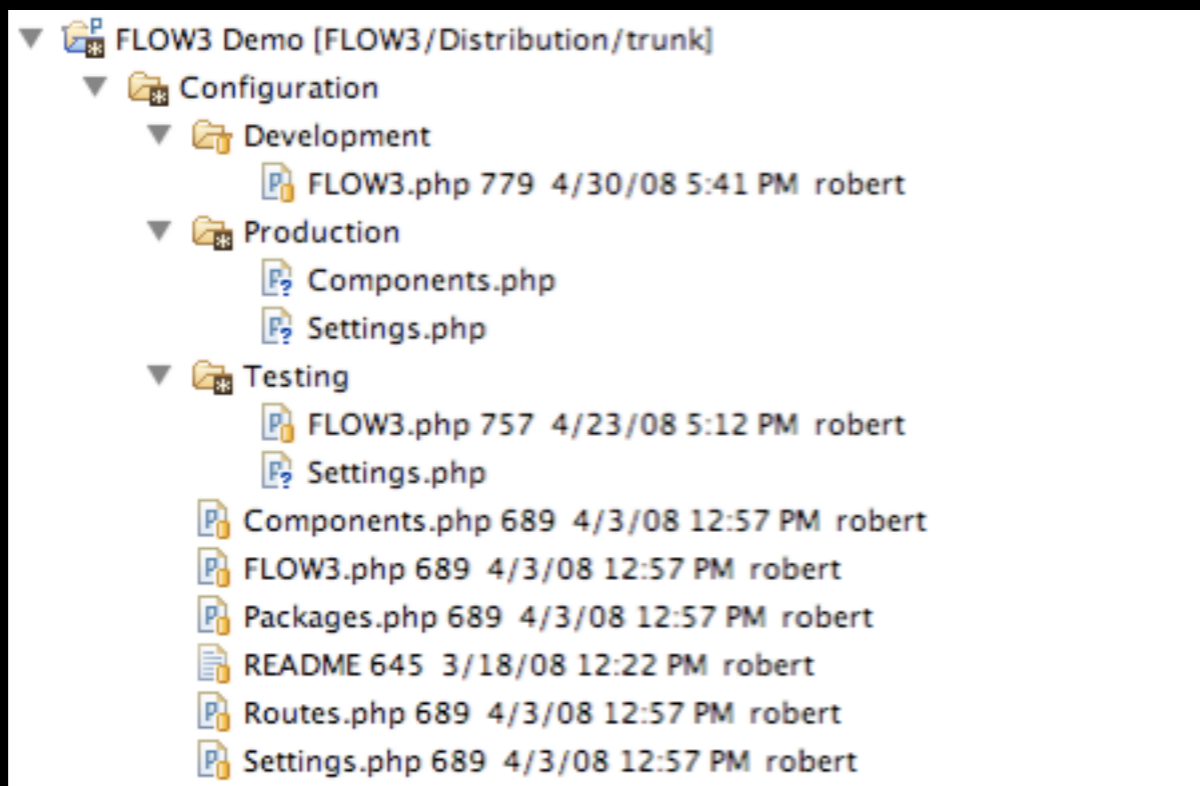 FLOW3 Demo [FLOW3/Distribution/trunk]
Configuration
Development
FLOW3.php 779 4/30/08 5:41 PM robert
Production
Components.php
Settings.php
Testing
FLOW3.php 757 4/23/08 5:12 PM robert
Settings.php
Components.php 689 4/3/08 12:57 PM robert
FLOW3.php 689 4/3/08 12:57 PM robert
Packages.php 689 4/3/08 12:57 PM robert
README 645 3/18/08 12:22 PM robert
Routes.php 689 4/3/08 12:57 PM robert
Settings.php 689 4/3/08 12:57 PM robert